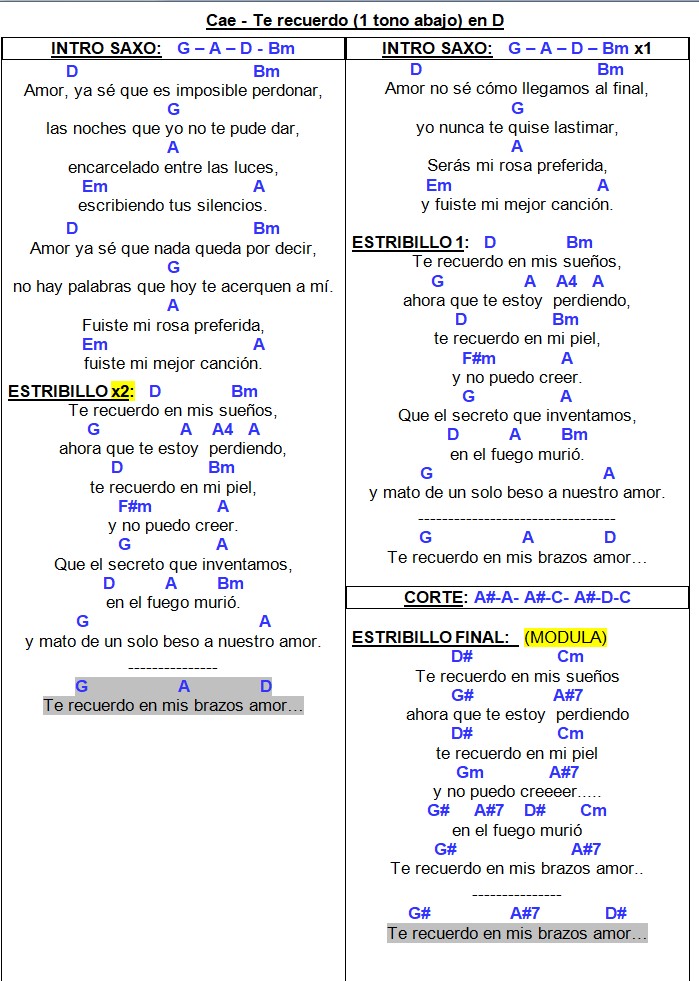 Cae - Te recuerdo (1 tono abajo) en D
INTRO SAXO: G – A – D - Bm
D Bm
Amor, ya sé que es imposible perdonar,
G
las noches que yo no te pude dar,
A
encarcelado entre las luces,
Em A
escribiendo tus silencios.
D Bm
Amor ya sé que nada queda por decir,
G
no hay palabras que hoy te acerquen a mí.
A
Fuiste mi rosa preferida,
Em A
fuiste mi mejor canción.
ESTRIBILLO x2: D Bm
Te recuerdo en mis sueños,
G A A4 A
ahora que te estoy perdiendo,
D Bm
te recuerdo en mi piel,
F#m A
y no puedo creer.
G A
Que el secreto que inventamos,
D A Bm
en el fuego murió.
G A
y mato de un solo beso a nuestro amor.
---------------
G A D
Te recuerdo en mis brazos amor…
INTRO SAXO: G – A – D – Bm x1
D Bm
Amor no sé cómo llegamos al final,
G
yo nunca te quise lastimar,
A
Serás mi rosa preferida,
Em A
y fuiste mi mejor canción.
ESTRIBILLO 1: D Bm
Te recuerdo en mis sueños,
G A A4 A
ahora que te estoy perdiendo,
D Bm
te recuerdo en mi piel,
F#m A
y no puedo creer.
G A
Que el secreto que inventamos,
D A Bm
en el fuego murió.
G A
y mato de un solo beso a nuestro amor.
---------------------------------
G A D
Te recuerdo en mis brazos amor…
CORTE: A#-A- A#-C- A#-D-C
ESTRIBILLO FINAL: (MODULA)
D# Cm
Te recuerdo en mis sueños
G# A#7
ahora que te estoy perdiendo
D# Cm
te recuerdo en mi piel
Gm A#7
y no puedo creeeer.....
G# A#7 D# Cm
en el fuego murió
G# A#7
Te recuerdo en mis brazos amor..
---------------
G# A#7 D#
Te recuerdo en mis brazos amor…